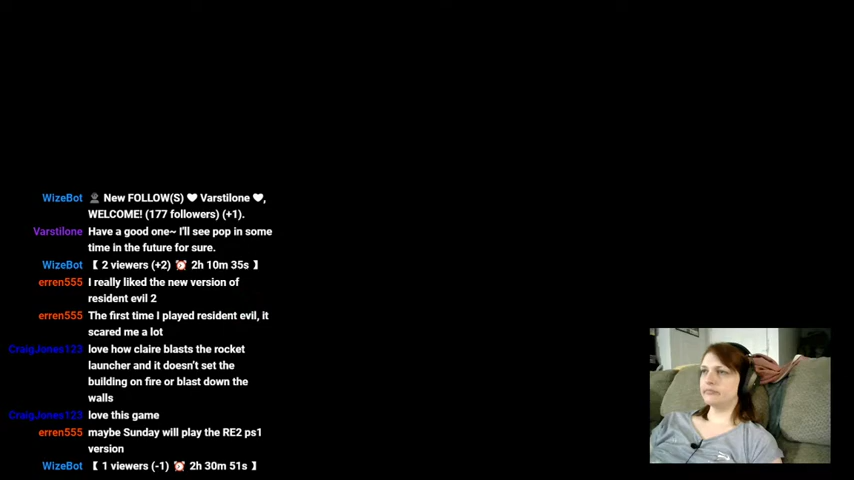 WizeBot New FOLLOW(S) 🤍 Varstilone 🤍,
WELCOME! (177 followers) (+1).
Varstilone Have a good one~ I'll see pop in some
time in the future for sure.
WizeBot 【 2 viewers (+2) ⏰ 2h 10m 35s 】
erren555 I really liked the new version of
resident evil 2
erren555 The first time I played resident evil, it
scared me a lot
CraigJones123 love how claire blasts the rocket
launcher and it doesn't set the
building on fire or blast down the
walls
CraigJones123 love this game
erren555 maybe Sunday will play the RE2 ps1
version
WizeBot 【 1 viewers (-1) ⏰ 2h 30m 51s 】